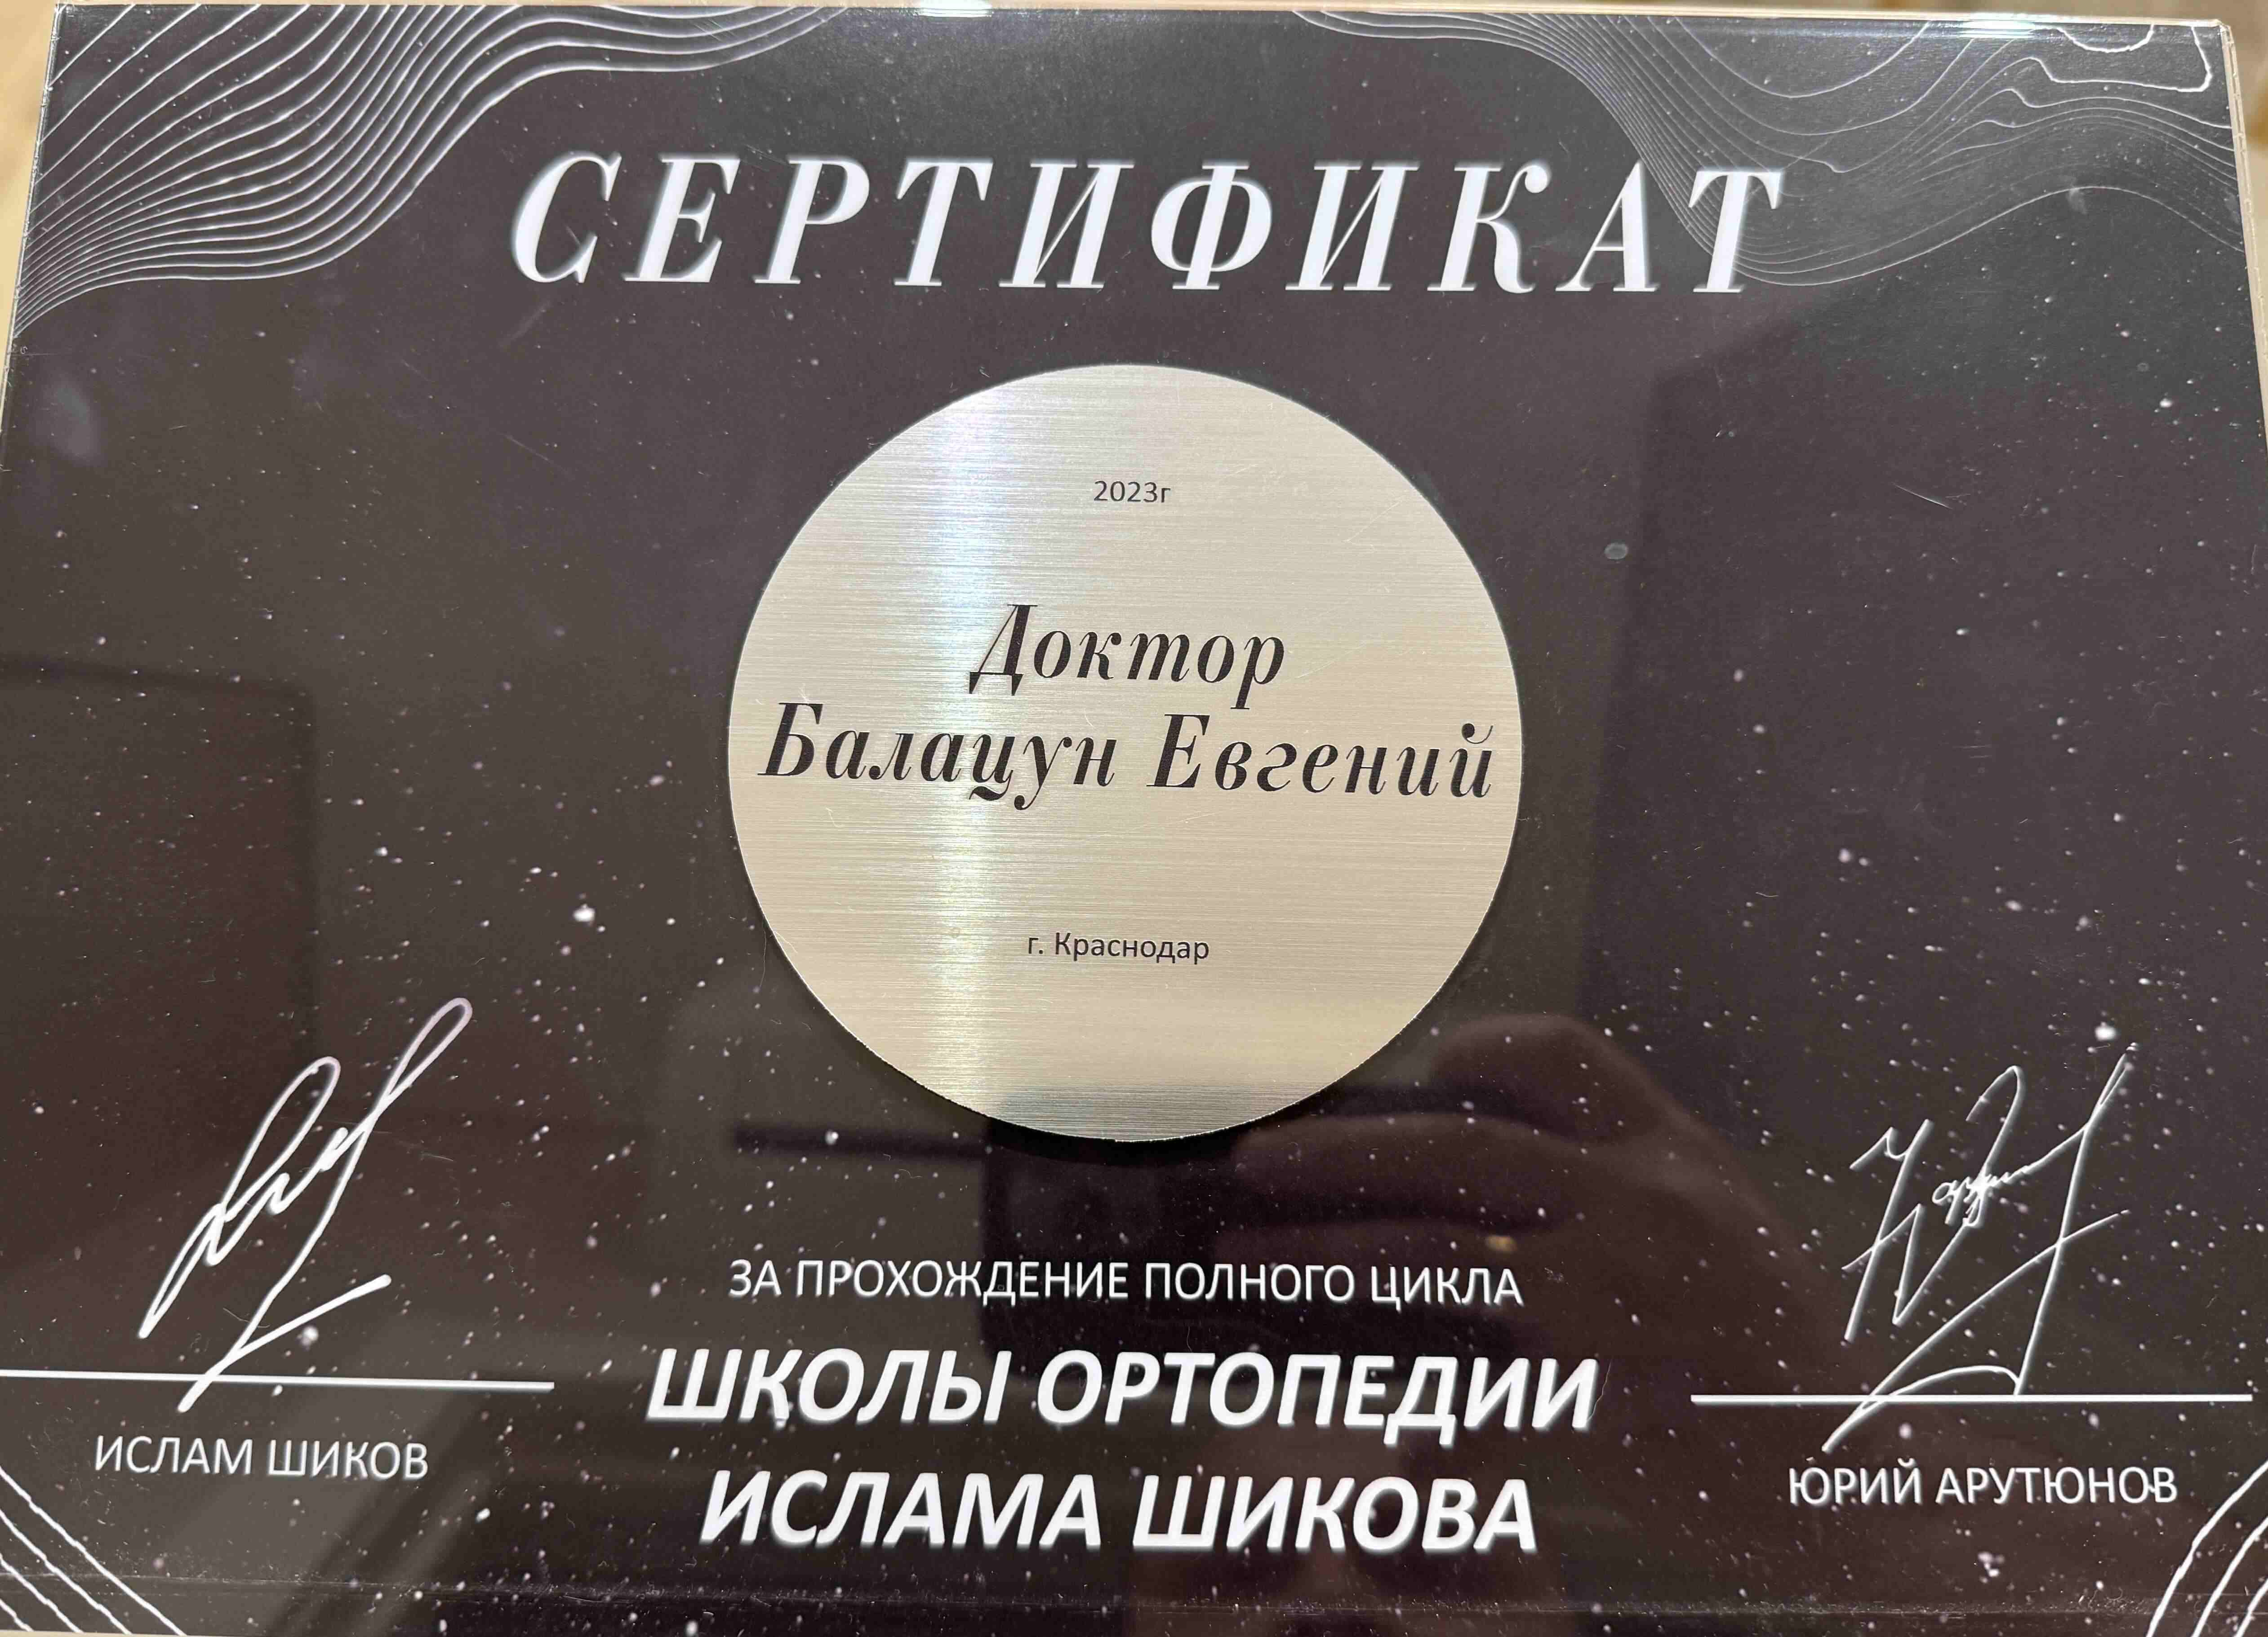 СЕРТИФИКАТ
2023г
Доктор
Балацун Евгений
г. Краснодар
ЗА ПРОХОЖДЕНИЕ ПОЛНОГО ЦИКЛА
ШКОЛЫ ОРТОПЕДИИ
ИСЛАМА ШИКОВА
ИСЛАМ ШИКОВ
ЮРИЙ АРУТЮНОВ